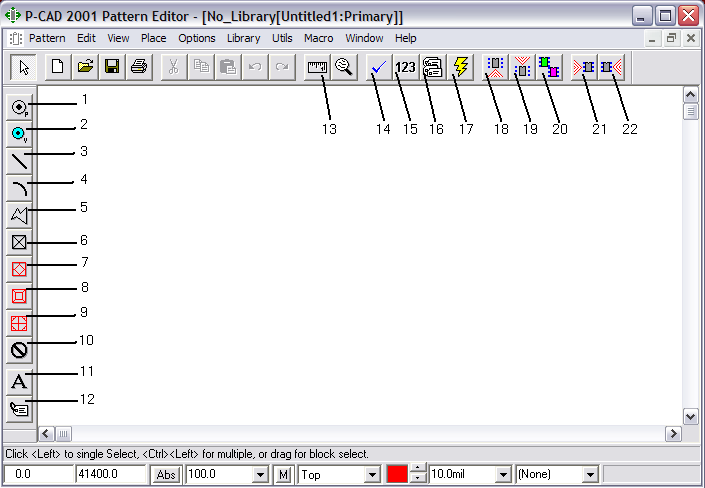 P-CAD 2001 Pattern Editor - [No_Library[Untitled1:Primary]]
Pattern Edit View Place Options Library Utils Macro Window Help
123
13 14 15 16 17 18 19 20 21 22
P 1
V 2
3
4
5
6
7
8
9
10
A 11
12
Click <Left> to single Select, <Ctrl><Left> for multiple, or drag for block select.
0.0 41400.0 Abs 100.0 M Top 10.0mil (None)